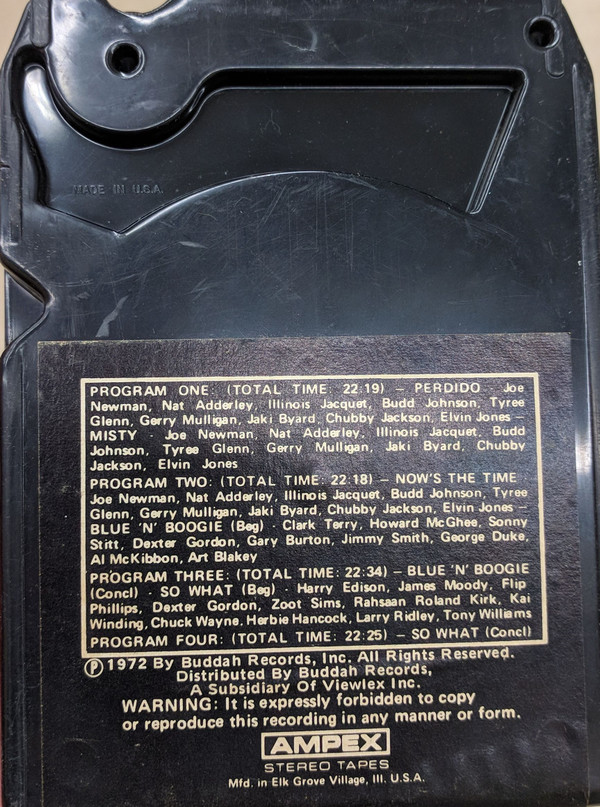 MADE IN U.S.A.
PROGRAM ONE: (TOTAL TIME: 22:19) – PERDIDO · Joe
Newman, Nat Adderley, Illinois Jacquet, Budd Johnson, Tyree
Glenn, Gerry Mulligan, Jaki Byard, Chubby Jackson, Elvin Jones –
MISTY · Joe Newman, Nat Adderley, Illinois Jacquet, Budd
Johnson, Tyree Glenn, Gerry Mulligan, Jaki Byard, Chubby
Jackson, Elvin Jones
PROGRAM TWO: (TOTAL TIME: 22:18) – NOW'S THE TIME
Joe Newman, Nat Adderley, Illinois Jacquet, Budd Johnson, Tyree
Glenn, Gerry Mulligan, Jaki Byard, Chubby Jackson, Elvin Jones –
BLUE 'N' BOOGIE (Beg) · Clark Terry, Howard McGhee, Sonny
Stitt, Dexter Gordon, Gary Burton, Jimmy Smith, George Duke,
Al McKibbon, Art Blakey
PROGRAM THREE: (TOTAL TIME: 22:34) – BLUE 'N' BOOGIE
(Concl) · SO WHAT (Beg) · Harry Edison, James Moody, Flip
Phillips, Dexter Gordon, Zoot Sims, Rahsaan Roland Kirk, Kai
Winding, Chuck Wayne, Herbie Hancock, Larry Ridley, Tony Williams
PROGRAM FOUR: (TOTAL TIME: 22:25) – SO WHAT (Concl)
Ⓟ 1972 By Buddah Records, Inc. All Rights Reserved.
Distributed By Buddah Records,
A Subsidiary Of Viewlex Inc.
WARNING: It is expressly forbidden to copy
or reproduce this recording in any manner or form.
AMPEX
STEREO TAPES
Mfd. in Elk Grove Village, Ill. U.S.A.